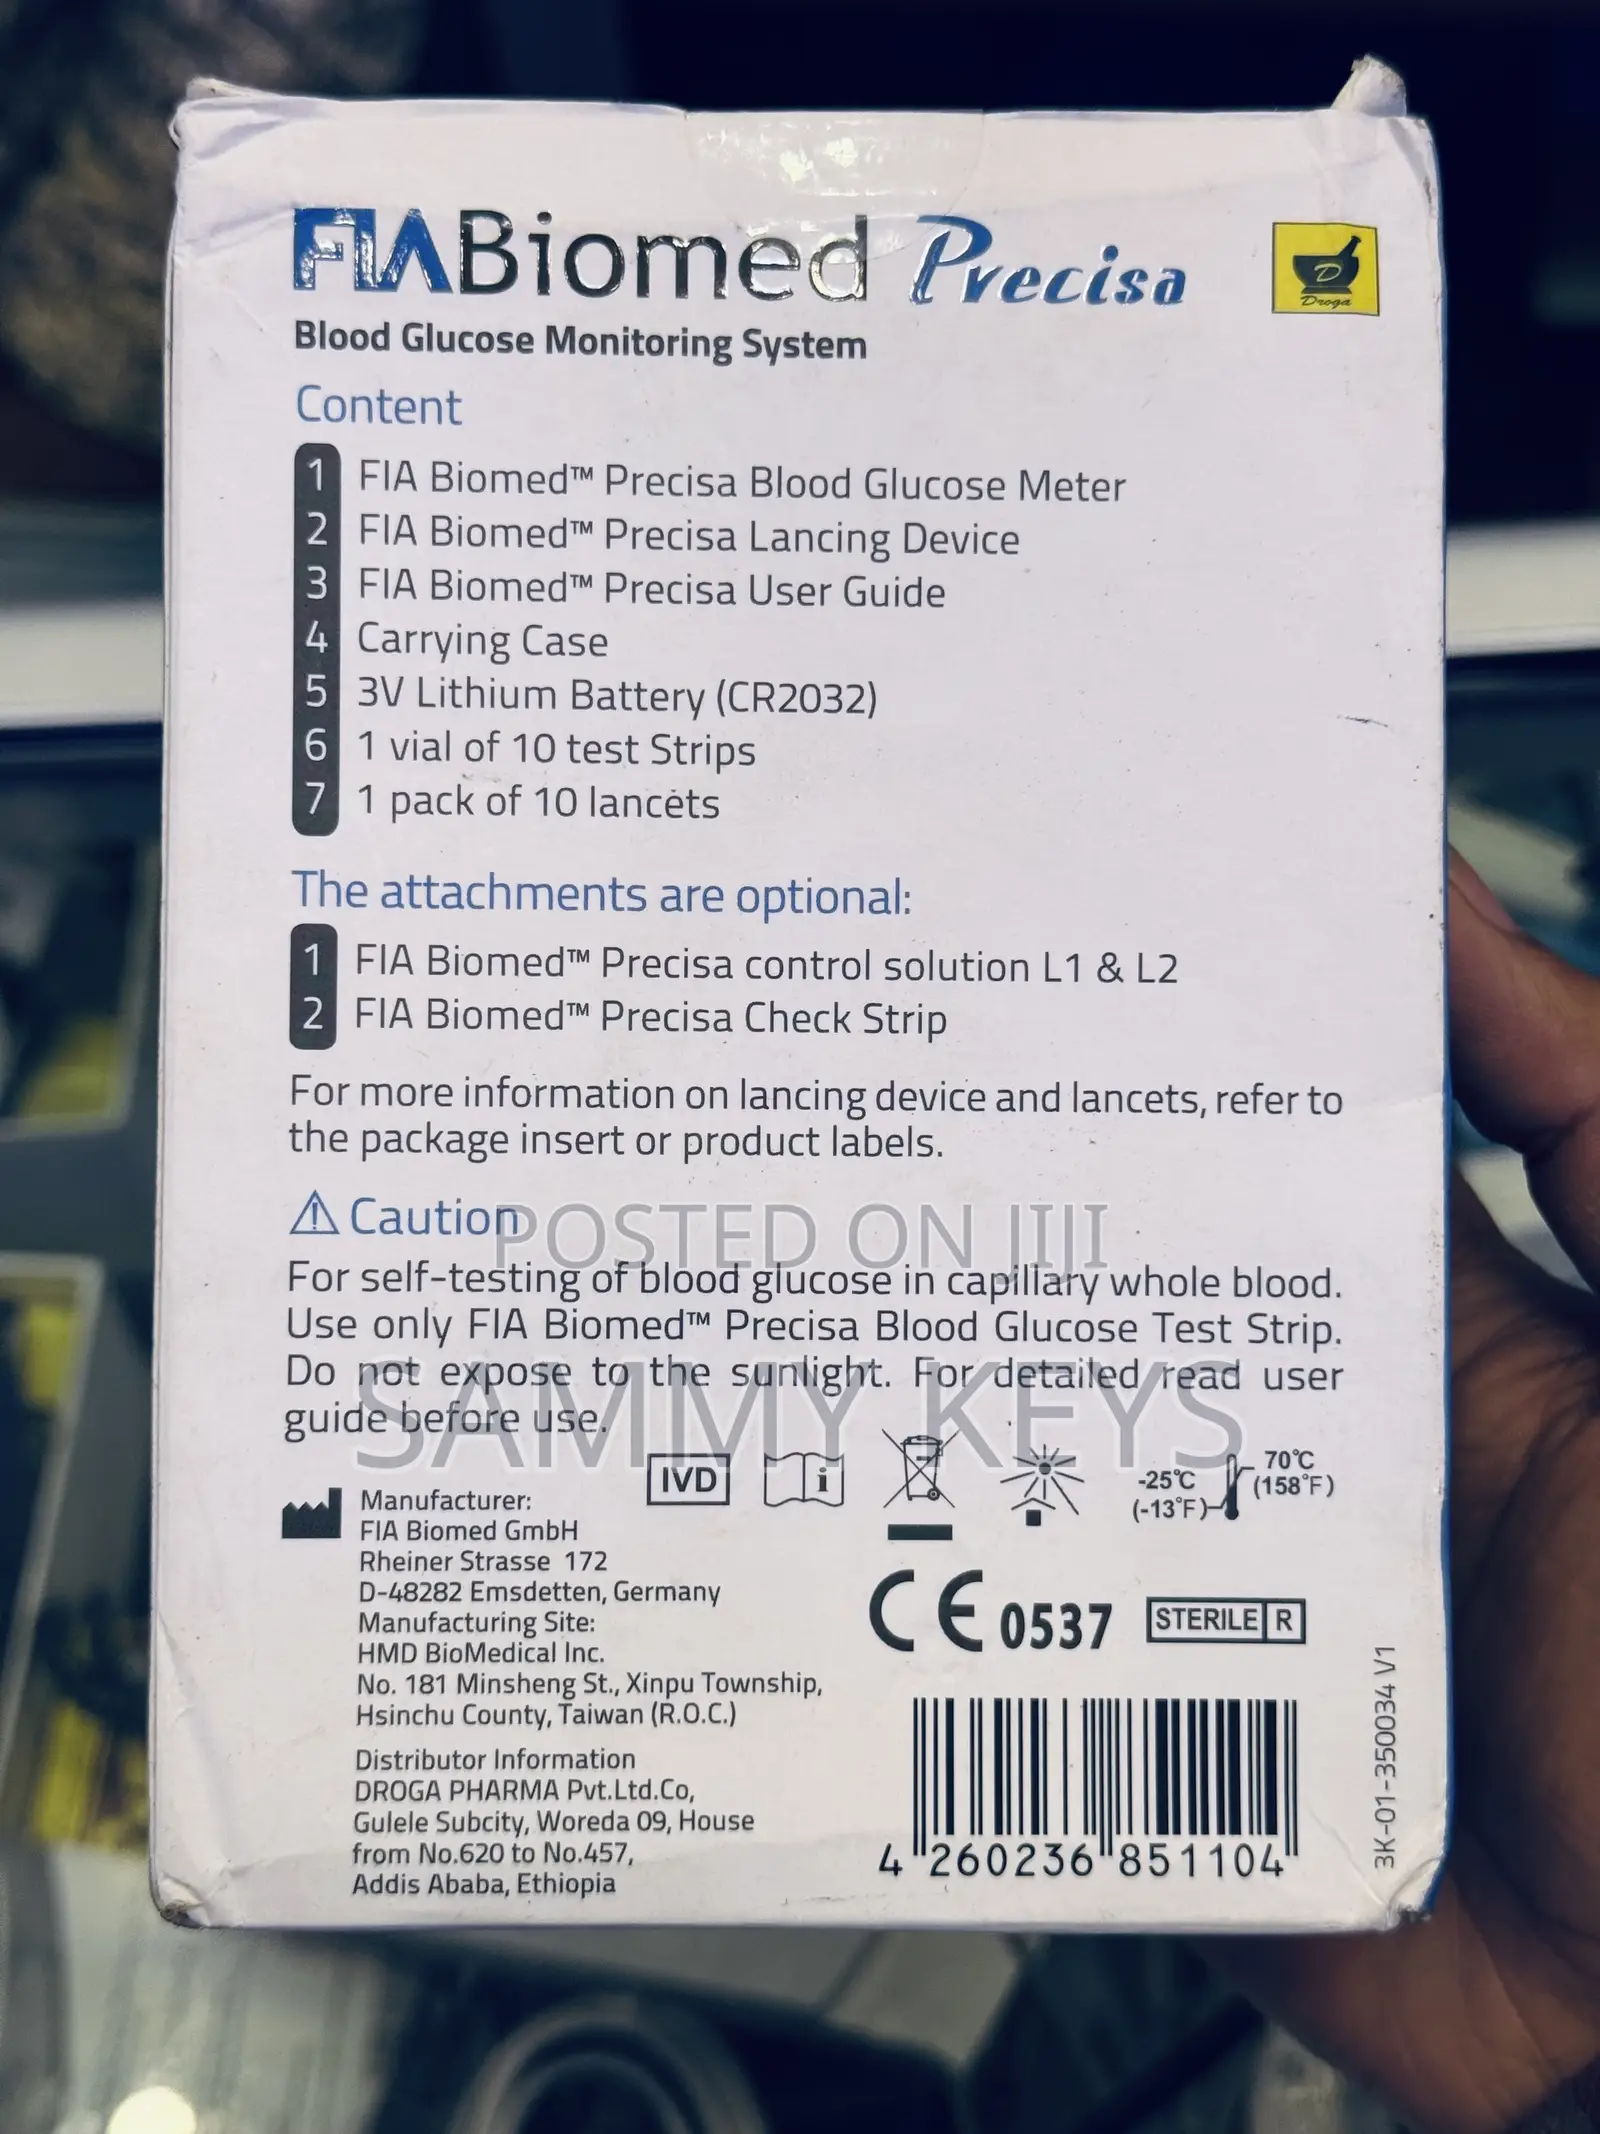 FIABiomed Precisa
D
Droga
Blood Glucose Monitoring System
Content
1 FIA Biomed™ Precisa Blood Glucose Meter
2 FIA Biomed™ Precisa Lancing Device
3 FIA Biomed™ Precisa User Guide
4 Carrying Case
5 3V Lithium Battery (CR2032)
6 1 vial of 10 test Strips
7 1 pack of 10 lancets
The attachments are optional:
1 FIA Biomed™ Precisa control solution L1 & L2
2 FIA Biomed™ Precisa Check Strip
For more information on lancing device and lancets, refer to
the package insert or product labels.
Caution
POSTED ON JIJI
For self-testing of blood glucose in capillary whole blood.
Use only FIA Biomed™ Precisa Blood Glucose Test Strip.
Do not expose to the sunlight. For detailed read user
guide before use.
SAMMY KEYS
IVD
i
-25°C
(-13°F)
70°C
(158°F)
Manufacturer:
FIA Biomed GmbH
Rheiner Strasse 172
D-48282 Emsdetten, Germany
Manufacturing Site:
HMD BioMedical Inc.
No. 181 Minsheng St., Xinpu Township,
Hsinchu County, Taiwan (R.O.C.)
CE 0537
STERILE R
Distributor Information
DROGA PHARMA Pvt.Ltd.Co,
Gulele Subcity, Woreda 09, House
from No.620 to No.457,
Addis Ababa, Ethiopia
4 260236 851104
3K-01-350034 V1